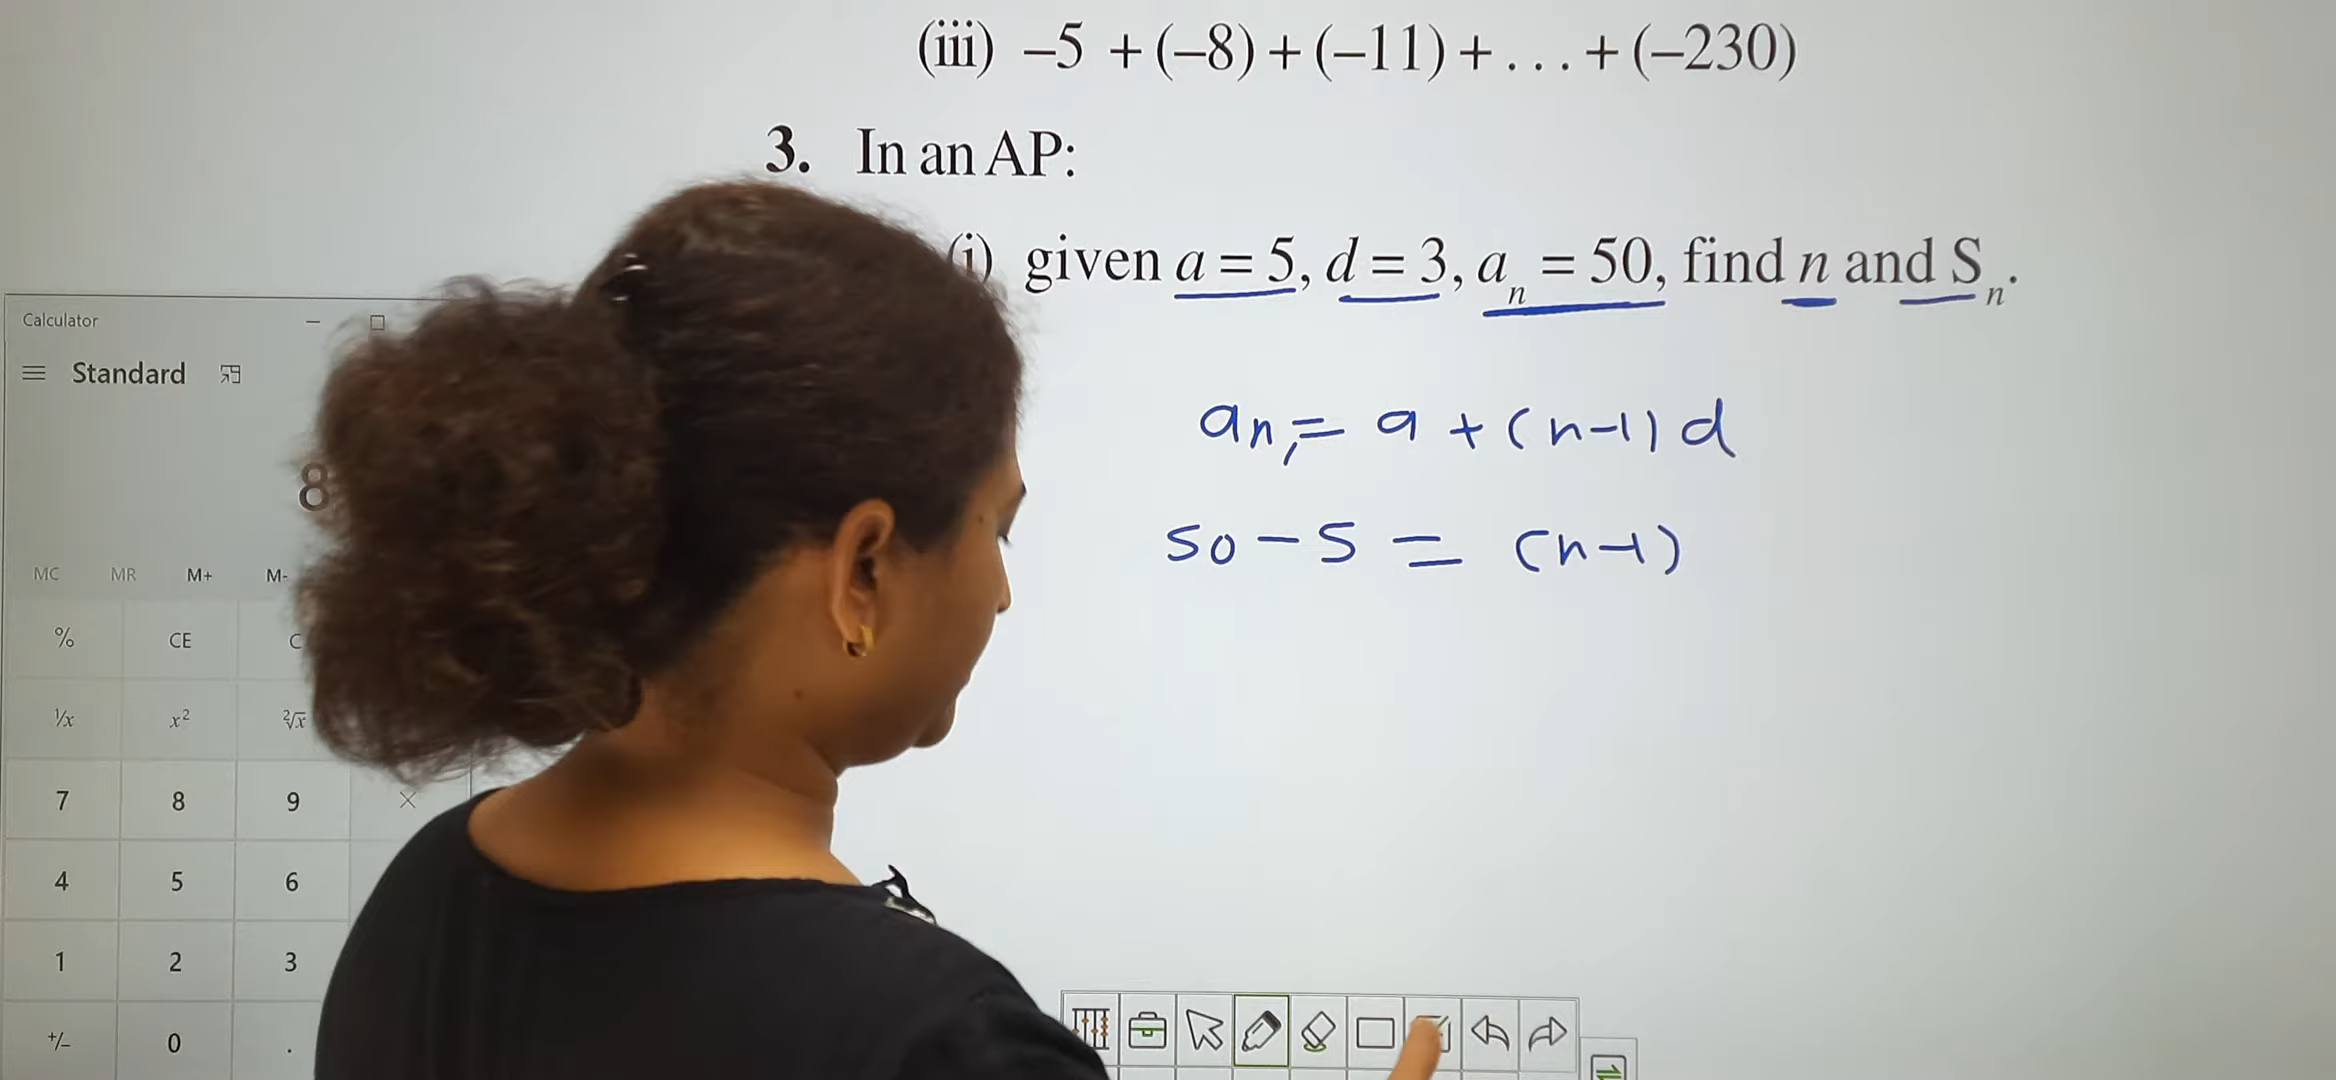 (iii) –5 + (–8) + (–11) + . . . + (–230)
3. In an AP:
(i) given a = 5, d = 3, aₙ = 50, find n and Sₙ.
aₙ = a + (n-1) d
50 - 5 = (n-1)
Calculator
Standard
8
MC MR M+ M-
% CE C
¹/x x² ²√x
7 8 9 ×
4 5 6
1 2 3
+/– 0 .